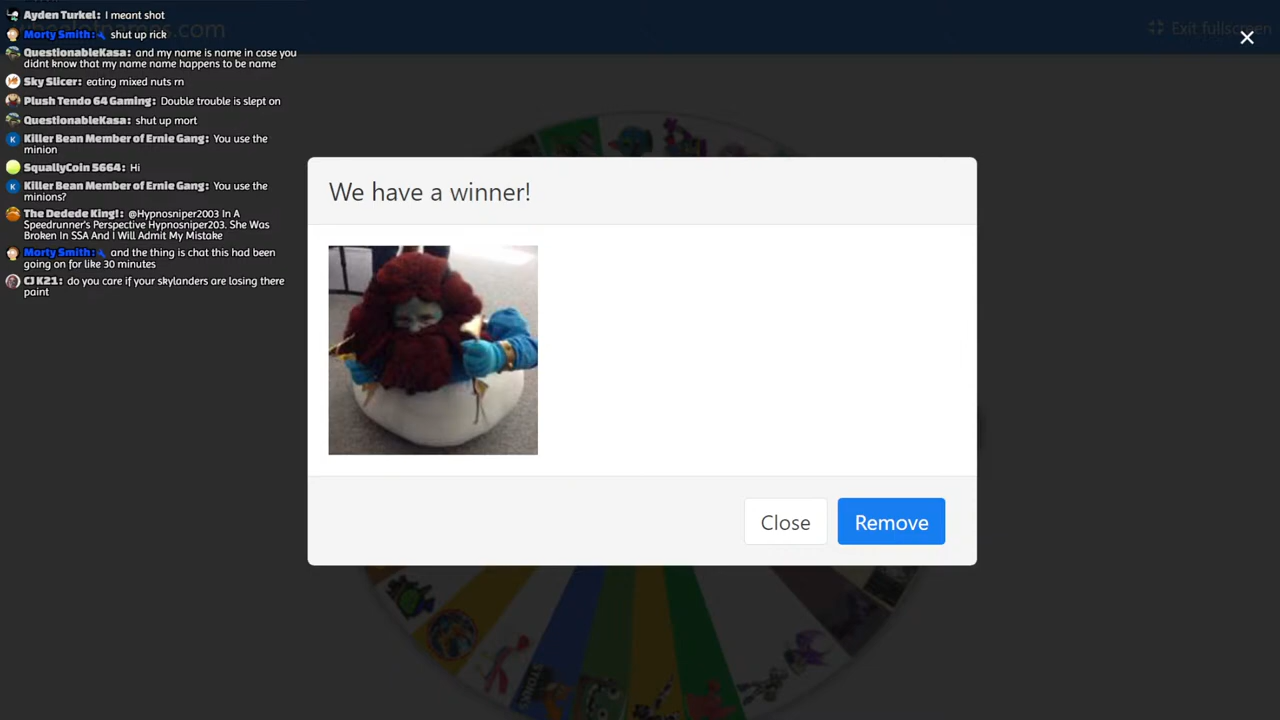 Ayden Turkel: I meant shot
Morty Smith: shut up rick
QuestionableKasa: and my name is name in case you
didnt know that my name name happens to be name
Sky Slicer: eating mixed nuts rn
Plush Tendo 64 Gaming: Double trouble is slept on
QuestionableKasa: shut up mort
K Killer Bean Member of Ernie Gang: You use the
minion
SquallyCoin 5664: Hi
K Killer Bean Member of Ernie Gang: You use the
minions?
The Dedede King!: @Hypnosniper2003 In A
Speedrunner's Perspective Hypnosniper203. She Was
Broken In SSA And I Will Admit My Mistake
Morty Smith: and the thing is chat this had been
going on for like 30 minutes
CJ K21: do you care if your skylanders are losing there
paint
wheelofnames.com
Exit fullscreen
We have a winner!
Close
Remove